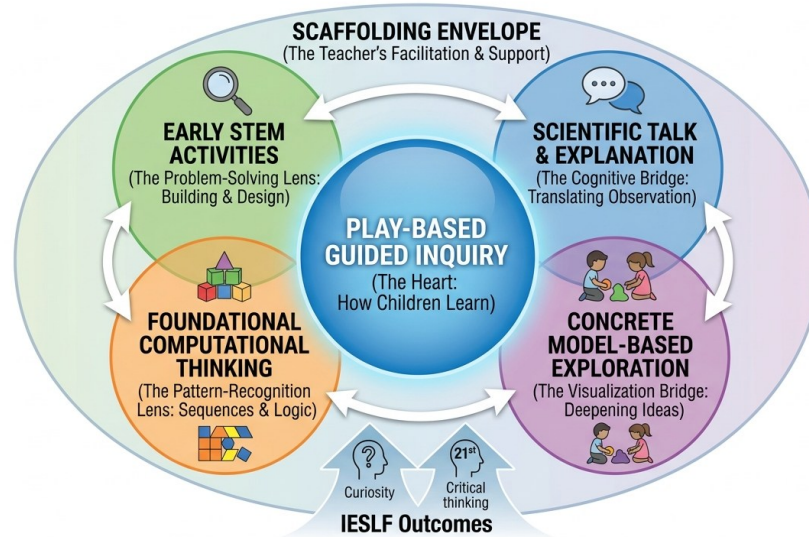 SCAFFOLDING ENVELOPE
(The Teacher's Facilitation & Support)
EARLY STEM
ACTIVITIES
(The Problem-Solving Lens:
Building & Design)
SCIENTIFIC TALK
& EXPLANATION
(The Cognitive Bridge:
Translating Observation)
PLAY-BASED
GUIDED INQUIRY
(The Heart:
How Children Learn)
FOUNDATIONAL
COMPUTATIONAL
THINKING
(The Pattern-Recognition
Lens: Sequences & Logic)
CONCRETE
MODEL-BASED
EXPLORATION
(The Visualization Bridge:
Deepening Ideas)
?
Curiosity
21st
Critical
thinking
IESLF Outcomes